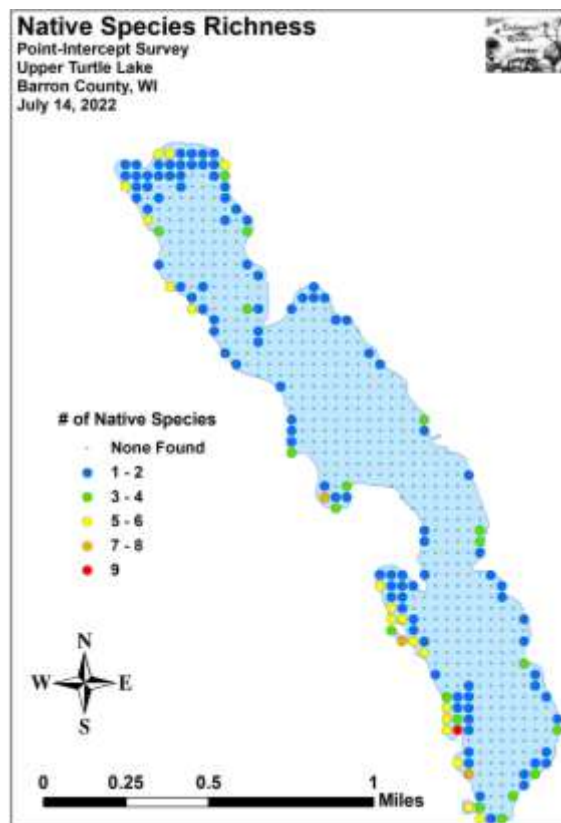 Native Species Richness
Point-Intercept Survey
Upper Turtle Lake
Barron County, WI
July 14, 2022
# of Native Species
None Found
1 - 2
3 - 4
5 - 6
7 - 8
9
N
W E
S
0 0.25 0.5 1
Miles